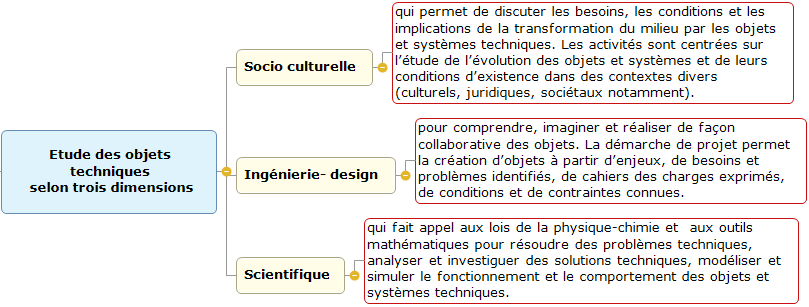 Etude des objets
techniques
selon trois dimensions
Socio culturelle
qui permet de discuter les besoins, les conditions et les
implications de la transformation du milieu par les objets
et systèmes techniques. Les activités sont centrées sur
l’étude de l’évolution des objets et systèmes et de leurs
conditions d’existence dans des contextes divers
(culturels, juridiques, sociétaux notamment).
Ingénierie- design
pour comprendre, imaginer et réaliser de façon
collaborative des objets. La démarche de projet permet
la création d’objets à partir d’enjeux, de besoins et
problèmes identifiés, de cahiers des charges exprimés,
de conditions et de contraintes connues.
Scientifique
qui fait appel aux lois de la physique-chimie et  aux outils
mathématiques pour résoudre des problèmes techniques,
analyser et investiguer des solutions techniques, modéliser et
simuler le fonctionnement et le comportement des objets et
systèmes techniques.